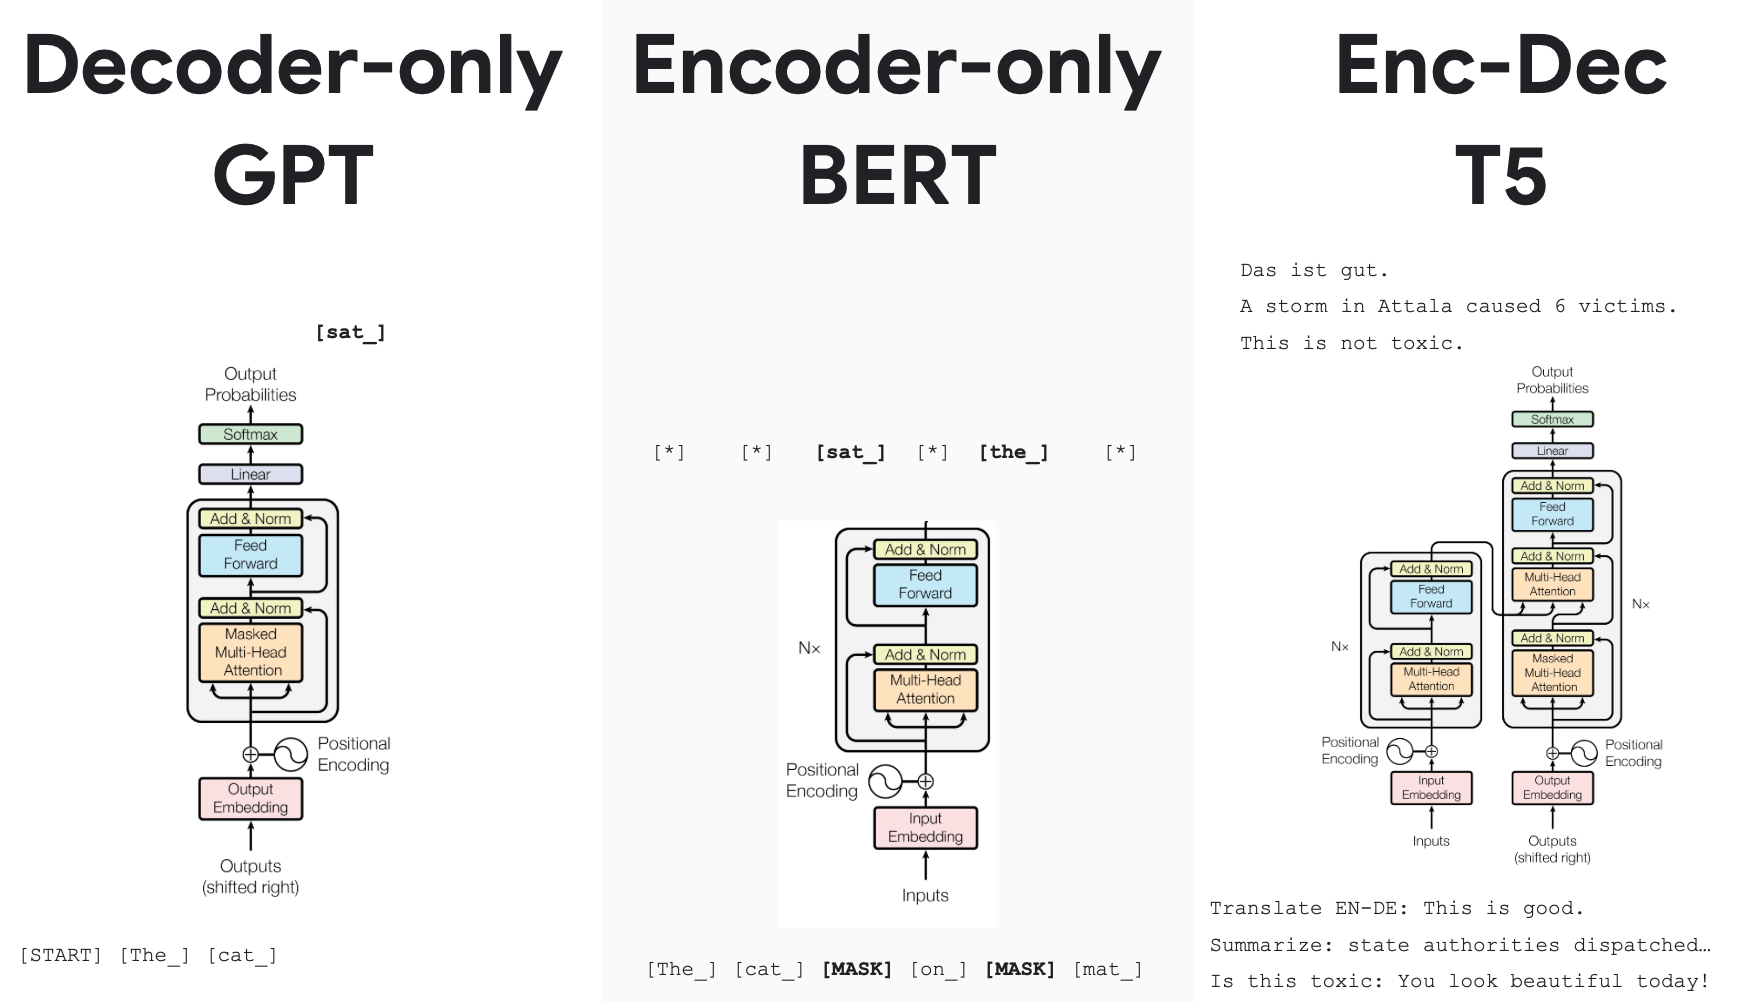 Decoder-only
GPT
[sat_]
Output
Probabilities
Softmax
Linear
Add & Norm
Feed
Forward
Add & Norm
Masked
Multi-Head
Attention
Positional
Encoding
Output
Embedding
Outputs
(shifted right)
[START] [The_] [cat_]
Encoder-only
BERT
[*] [*] [sat_] [*] [the_] [*]
Add & Norm
Feed
Forward
N×
Add & Norm
Multi-Head
Attention
Positional
Encoding
Input
Embedding
Inputs
[The_] [cat_] [MASK] [on_] [MASK] [mat_]
Enc-Dec
T5
Das ist gut.
A storm in Attala caused 6 victims.
This is not toxic.
Output
Probabilities
Softmax
Linear
Add & Norm
Feed
Forward
Add & Norm
Multi-Head
Attention
N×
Add & Norm
Masked
Multi-Head
Attention
Positional
Encoding
Output
Embedding
Outputs
(shifted right)
Add & Norm
Feed
Forward
N×
Add & Norm
Multi-Head
Attention
Positional
Encoding
Input
Embedding
Inputs
Translate EN-DE: This is good.
Summarize: state authorities dispatched…
Is this toxic: You look beautiful today!